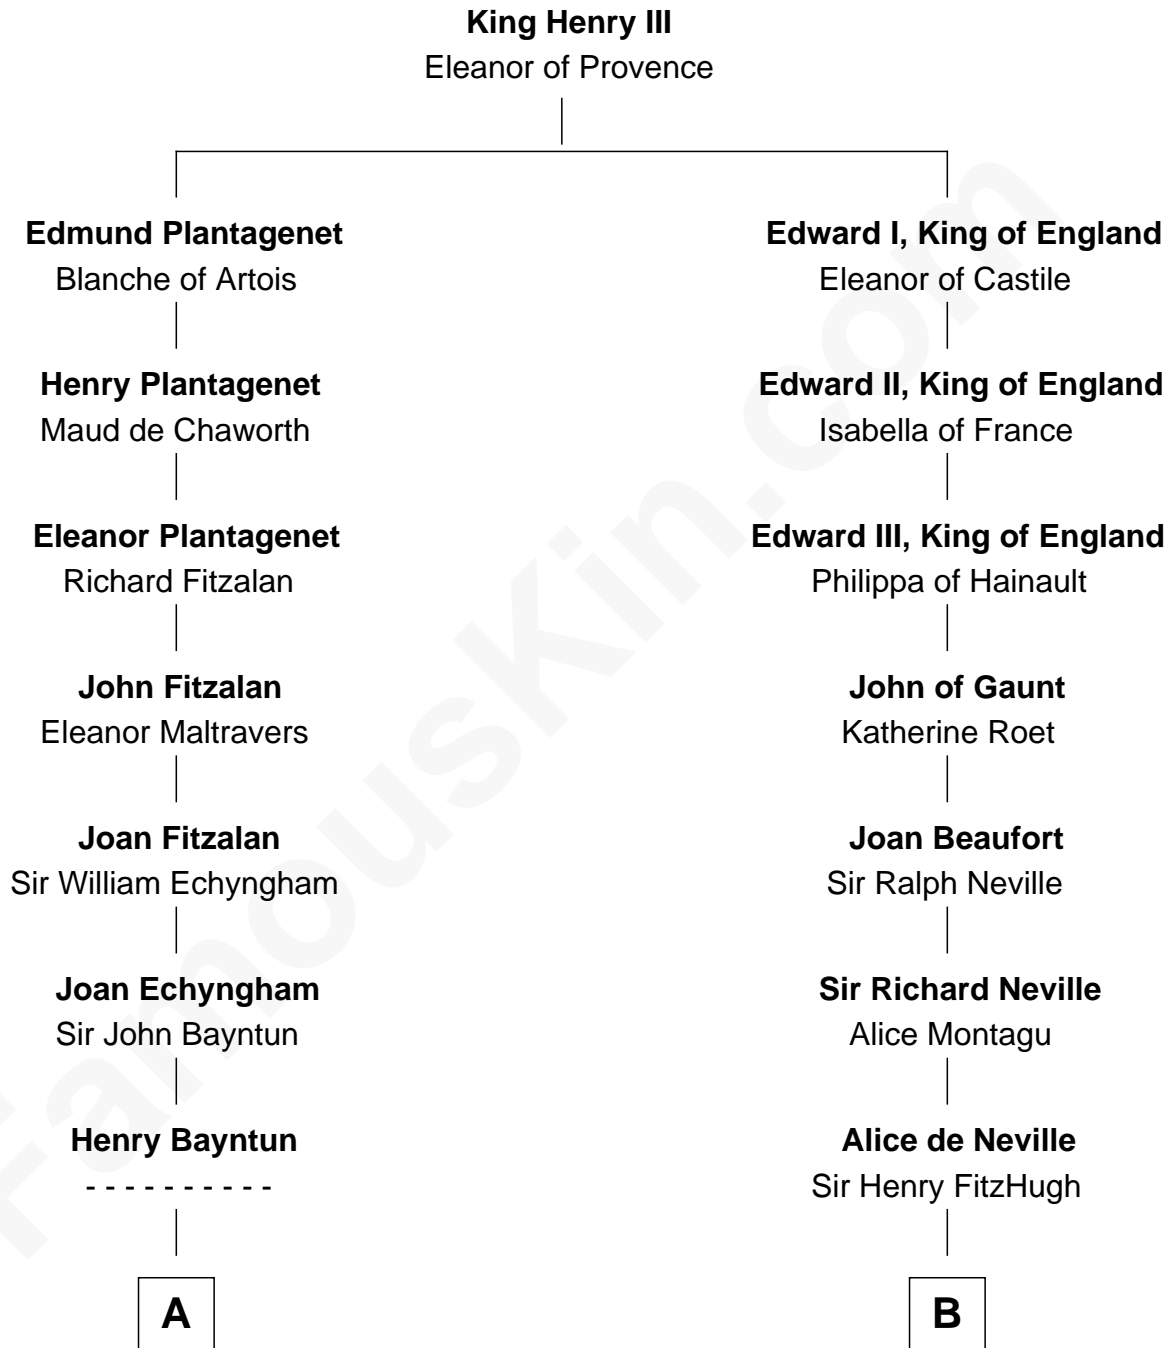 King Henry III
Eleanor of Provence
Edmund Plantagenet
Blanche of Artois
Edward I, King of England
Eleanor of Castile
Henry Plantagenet
Maud de Chaworth
Edward II, King of England
Isabella of France
Eleanor Plantagenet
Richard Fitzalan
Edward III, King of England
Philippa of Hainault
John Fitzalan
Eleanor Maltravers
John of Gaunt
Katherine Roet
Joan Fitzalan
Sir William Echyngham
Joan Beaufort
Sir Ralph Neville
Joan Echyngham
Sir John Bayntun
Sir Richard Neville
Alice Montagu
Henry Bayntun
- - - - - - - - - -
Alice de Neville
Sir Henry FitzHugh
A
B
FamousKin.com